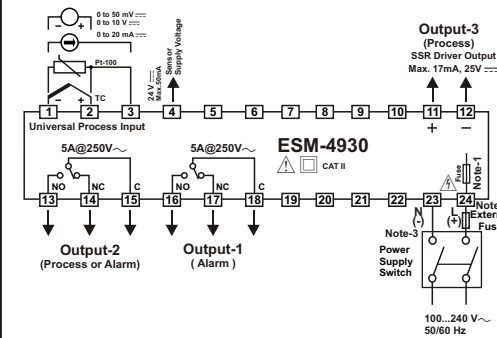 0 to 50 mV
0 to 10 V
0 to 20 mA
Pt-100
TC
24 V
Max.50mA
Sensor
Supply Voltage
Output-3
(Process)
SSR Driver Output
Max. 17mA, 25V
1 2 3 4 5 6 7 8 9 10 11 12
− +
+ −
Universal Process Input
5A@250V
5A@250V
ESM-4930
CAT II
Fuse
Note-1
NO NC C NO NC C
13 14 15 16 17 18 19 20 21 22 23 24
Output-2
(Process or Alarm)
Output-1
( Alarm )
N
(-)
L
(+)
Note
Extern
Fus
Note-3
Power
Supply
Switch
100...240 V
50/60 Hz